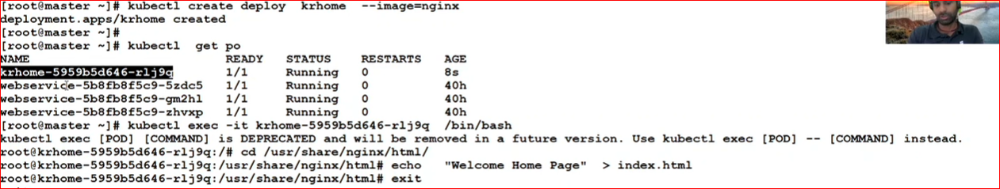 [root@master ~]# kubectl create deploy  krhome  --image=nginx
deployment.apps/krhome created
[root@master ~]#
[root@master ~]# kubectl  get po
NAME                          READY   STATUS    RESTARTS   AGE
krhome-5959b5d646-rlj9q       1/1     Running   0          8s
webservice-5b8fb8f5c9-5zdc5   1/1     Running   0          40h
webservice-5b8fb8f5c9-gm2hl   1/1     Running   0          40h
webservice-5b8fb8f5c9-zhvxp   1/1     Running   0          40h
[root@master ~]# kubectl exec -it krhome-5959b5d646-rlj9q  /bin/bash
kubectl exec [POD] [COMMAND] is DEPRECATED and will be removed in a future version. Use kubectl exec [POD] -- [COMMAND] instead.
root@krhome-5959b5d646-rlj9q:/# cd /usr/share/nginx/html/
root@krhome-5959b5d646-rlj9q:/usr/share/nginx/html# echo   "Welcome Home Page"  > index.html
root@krhome-5959b5d646-rlj9q:/usr/share/nginx/html# exit